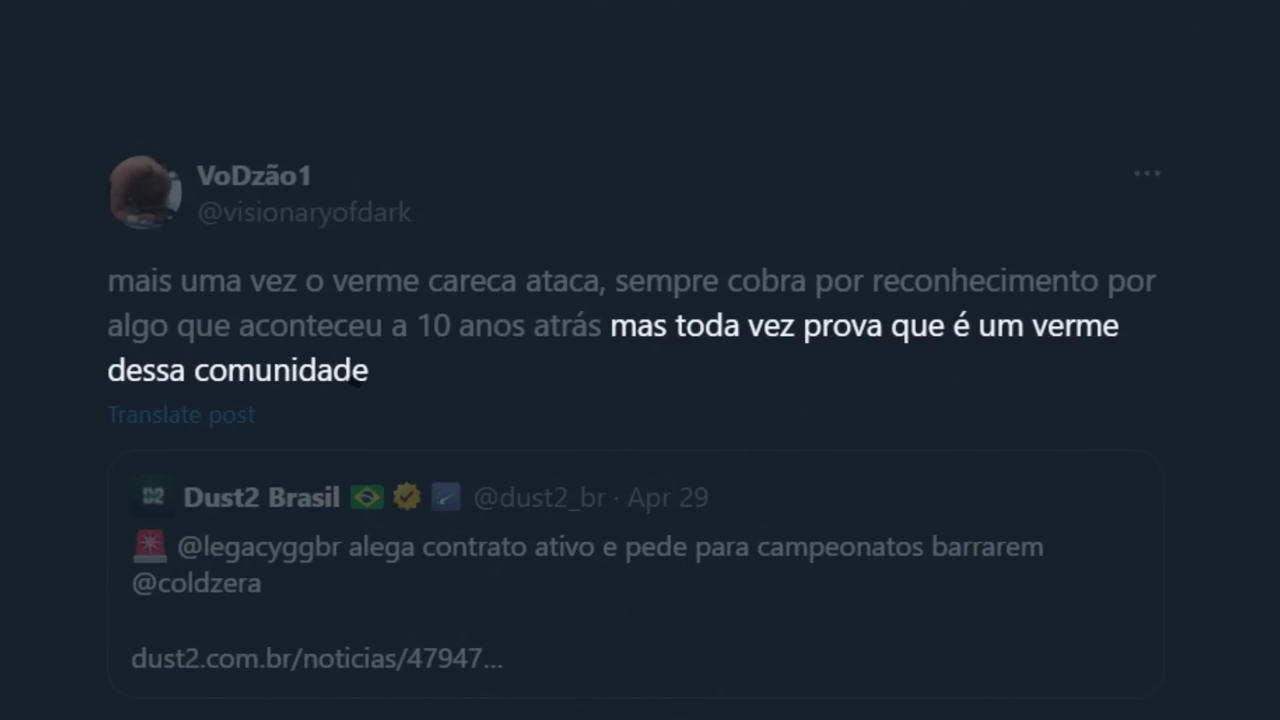 VoDzão1
@visionaryofdark
mais uma vez o verme careca ataca, sempre cobra por reconhecimento por
algo que aconteceu a 10 anos atrás mas toda vez prova que é um verme
dessa comunidade
Translate post
D2 Dust2 Brasil @dust2_br · Apr 29
@legacyggbr alega contrato ativo e pede para campeonatos barrarem
@coldzera
dust2.com.br/noticias/47947...